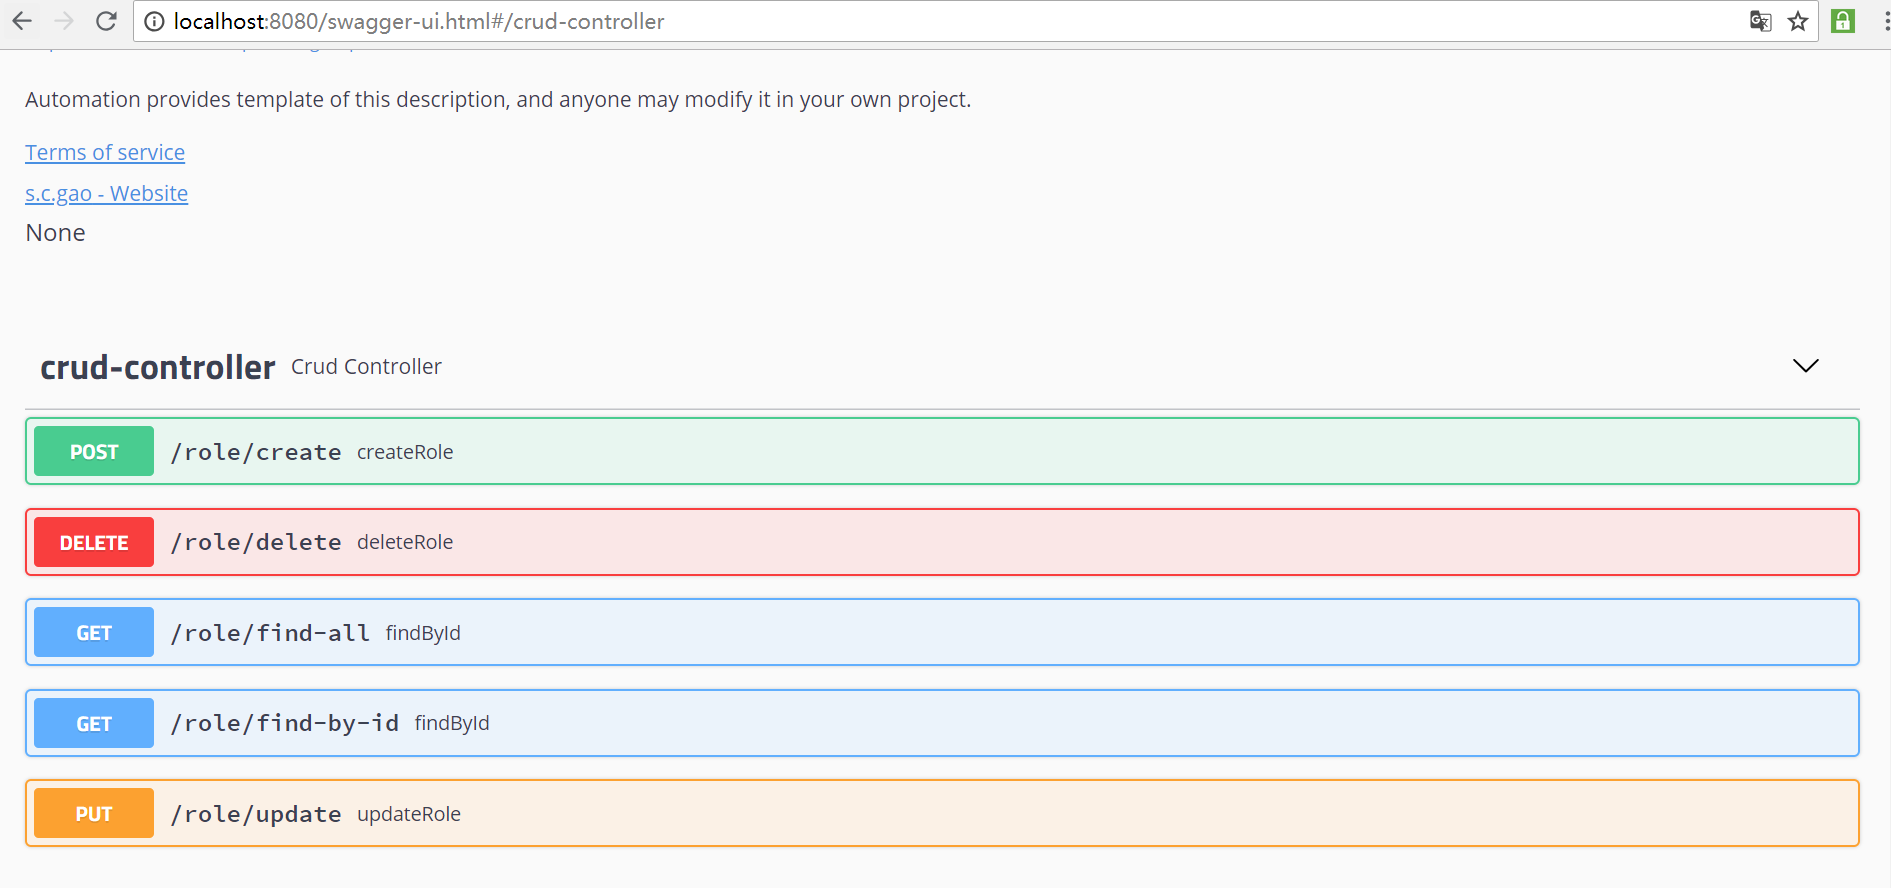 localhost:8080/swagger-ui.html#/crud-controller
Automation provides template of this description, and anyone may modify it in your own project.
Terms of service
s.c.gao - Website
None
crud-controller Crud Controller
POST /role/create createRole
DELETE /role/delete deleteRole
GET /role/find-all findById
GET /role/find-by-id findById
PUT /role/update updateRole